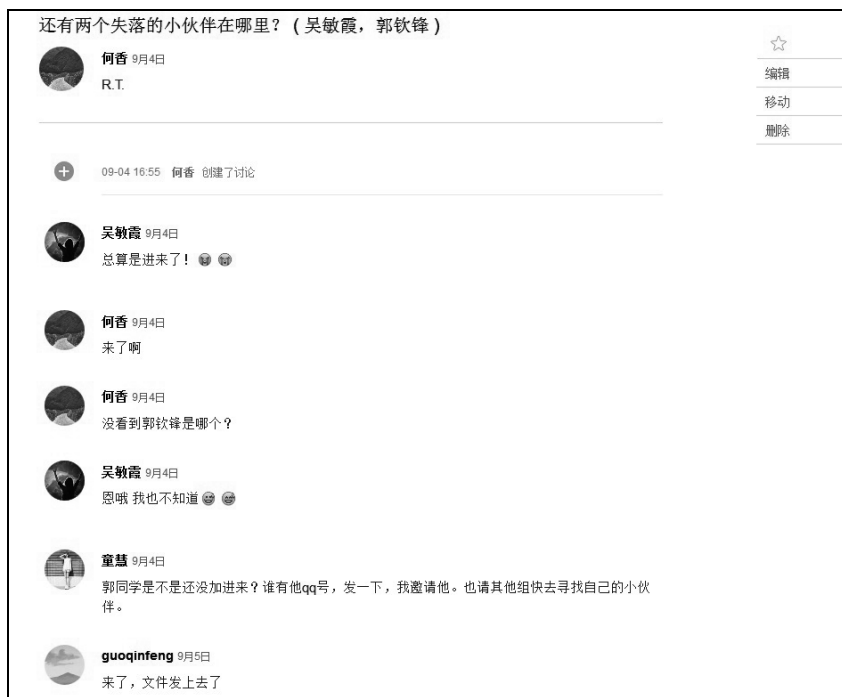 还有两个失落的小伙伴在哪里？（吴敏霞，郭钦锋）
何香 9月4日
R.T.
09-04 16:55 何香 创建了讨论
吴敏霞 9月4日
总算是进来了！
何香 9月4日
来了啊
何香 9月4日
没看到郭钦锋是哪个？
吴敏霞 9月4日
恩哦 我也不知道
童慧 9月4日
郭同学是不是还没加进来？谁有他qq号，发一下，我邀请他。也请其他组快去寻找自己的小伙
伴。
guoqinfeng 9月5日
来了，文件发上去了
编辑
移动
删除